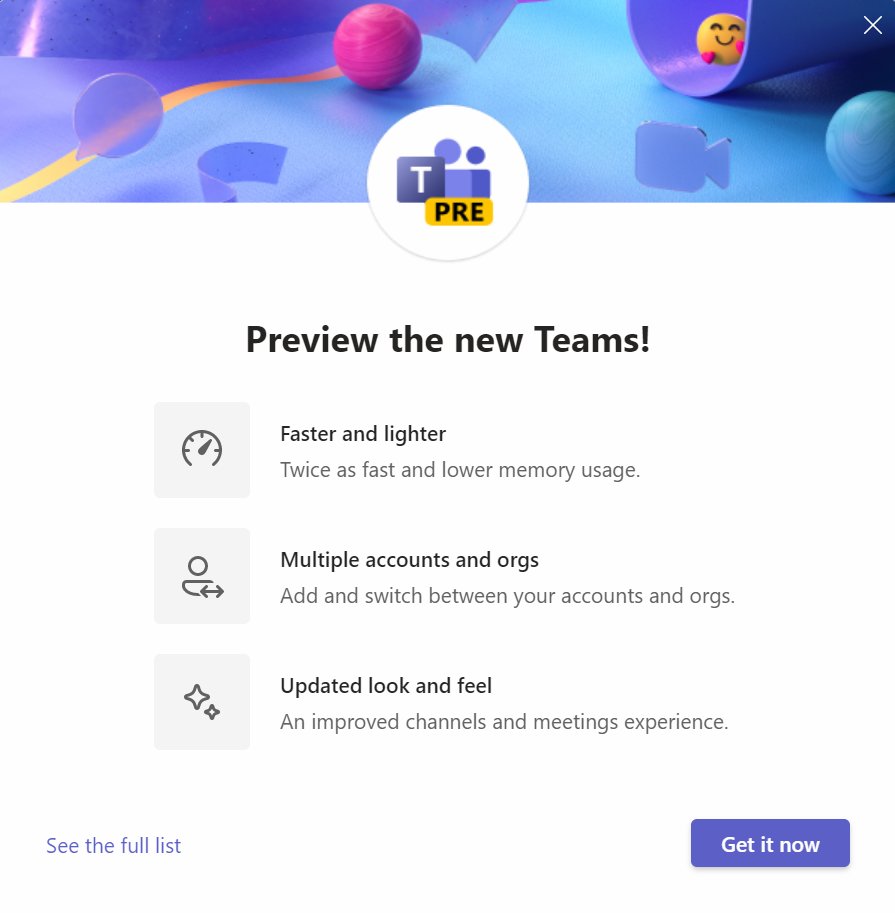 T
PRE
Preview the new Teams!
Faster and lighter
Twice as fast and lower memory usage.
Multiple accounts and orgs
Add and switch between your accounts and orgs.
Updated look and feel
An improved channels and meetings experience.
See the full list
Get it now